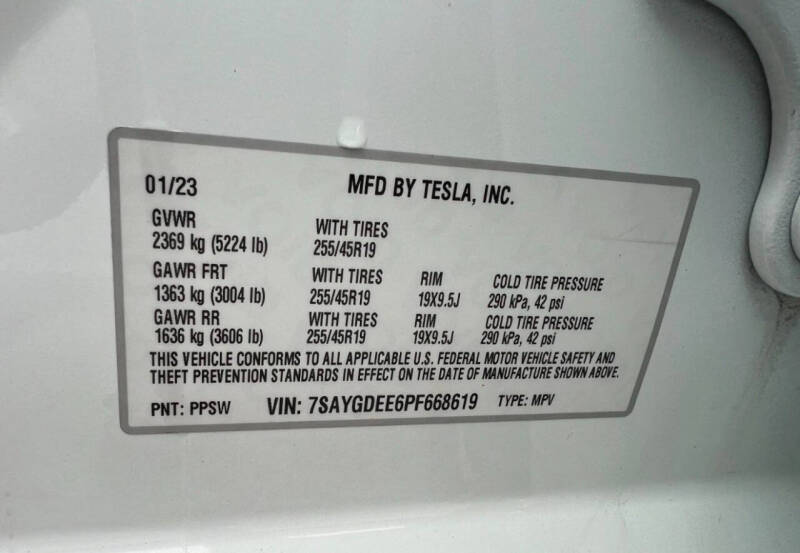 01/23 MFD BY TESLA, INC.
GVWR WITH TIRES
2369 kg (5224 lb) 255/45R19
GAWR FRT WITH TIRES RIM COLD TIRE PRESSURE
1363 kg (3004 lb) 255/45R19 19X9.5J 290 kPa, 42 psi
GAWR RR WITH TIRES RIM COLD TIRE PRESSURE
1636 kg (3606 lb) 255/45R19 19X9.5J 290 kPa, 42 psi
THIS VEHICLE CONFORMS TO ALL APPLICABLE U.S. FEDERAL MOTOR VEHICLE SAFETY AND
THEFT PREVENTION STANDARDS IN EFFECT ON THE DATE OF MANUFACTURE SHOWN ABOVE.
PNT: PPSW VIN: 7SAYGDEE6PF668619 TYPE: MPV